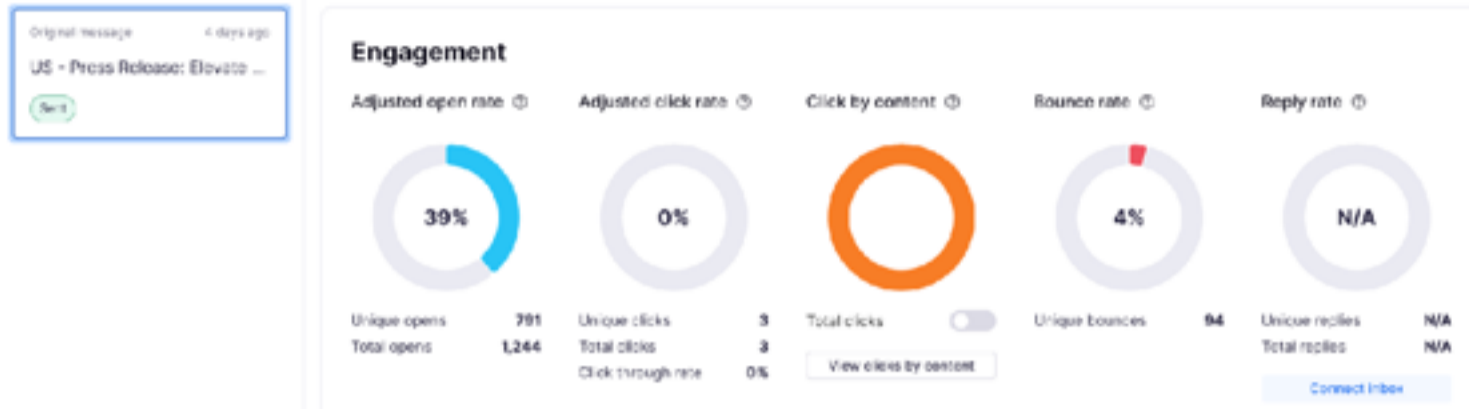 Original message 4 days ago
US - Press Release: Elevate ...
Sent
Engagement
Adjusted open rate
Adjusted click rate
Click by content
Bounce rate
Reply rate
39%
0%
4%
N/A
Unique opens 791
Total opens 1,244
Unique clicks 3
Total clicks 3
Click through rate 0%
Total clicks
View clicks by content
Unique bounces 94
Unique replies N/A
Total replies N/A
Connect inbox